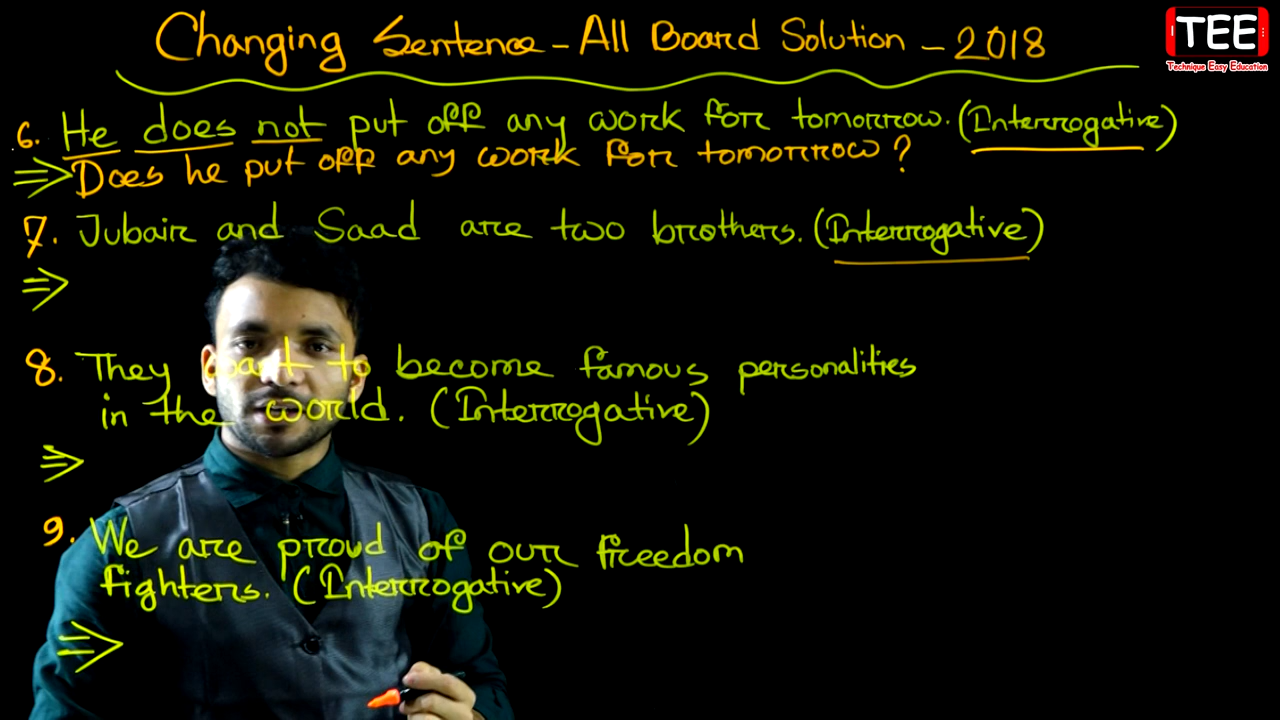 Changing Sentence - All Board Solution - 2018
TEE
Technique Easy Education
6. He does not put off any work for tomorrow. (Interrogative)
⇒ Does he put off any work for tomorrow?
7. Jubair and Saad are two brothers. (Interrogative)
⇒
8. They want to become famous personalities
in the world. (Interrogative)
⇒
9. We are proud of our freedom
fighters. (Interrogative)
⇒